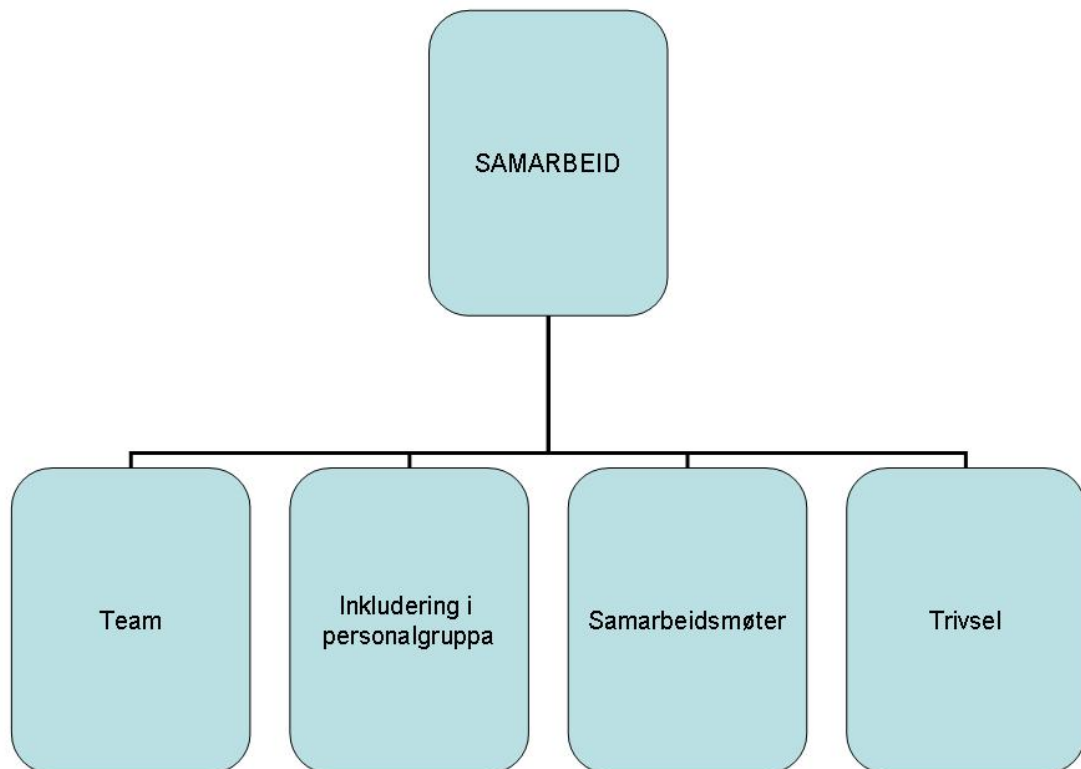 SAMARBEID
Team
Inkludering i
personalgruppa
Samarbeidsmøter
Trivsel